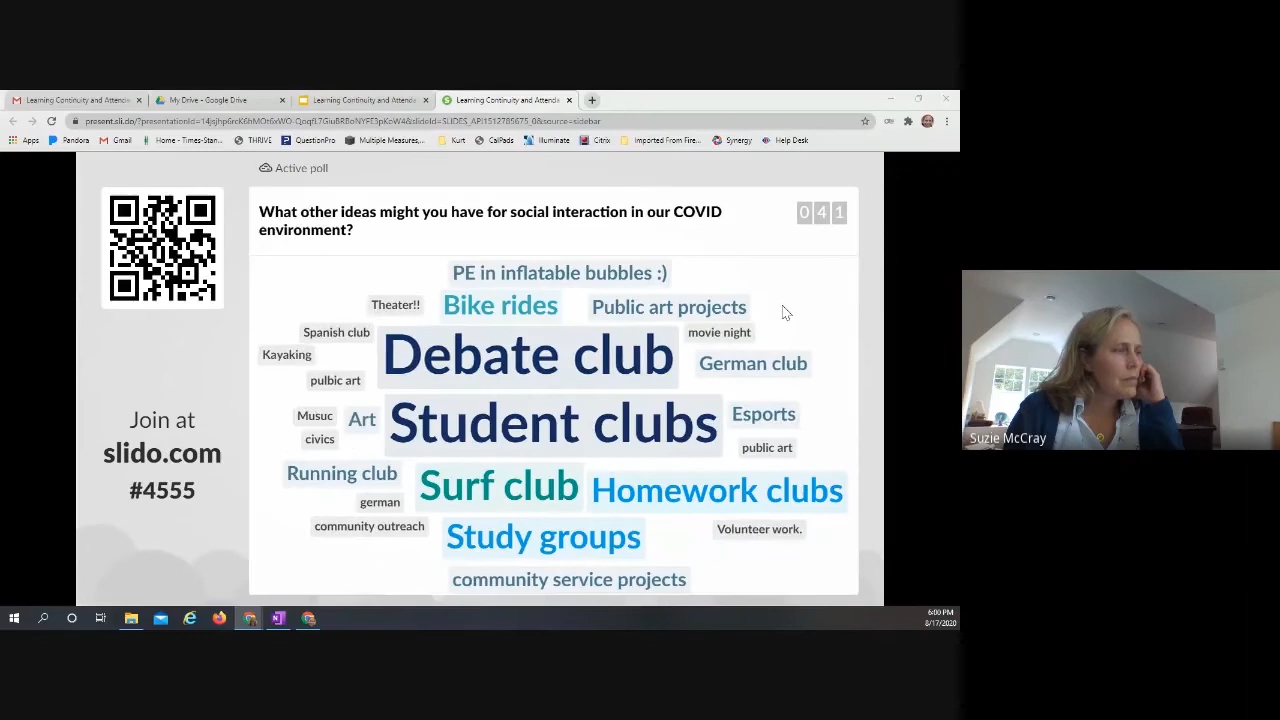 Learning Continuity and Attend
My Drive - Google Drive
Learning Continuity and Attend
Learning Continuity and Attend
Apps
Pandora
Gmail
Home - Times-Stan...
THRIVE
QuestionPro
Multiple Measures,...
Kurt
CalPads
Illuminate
Citrix
Imported From Fire...
Synergy
Help Desk
Active poll
What other ideas might you have for social interaction in our COVID
environment?
041
PE in inflatable bubbles :)
Theater!!
Bike rides
Public art projects
Spanish club
movie night
Kayaking
Debate club
German club
pulbic art
Musuc
Art
Student clubs
Esports
civics
public art
Running club
Surf club
Homework clubs
german
community outreach
Study groups
Volunteer work.
community service projects
Join at
slido.com
#4555
6:00 PM
8/17/2020
Suzie McCray